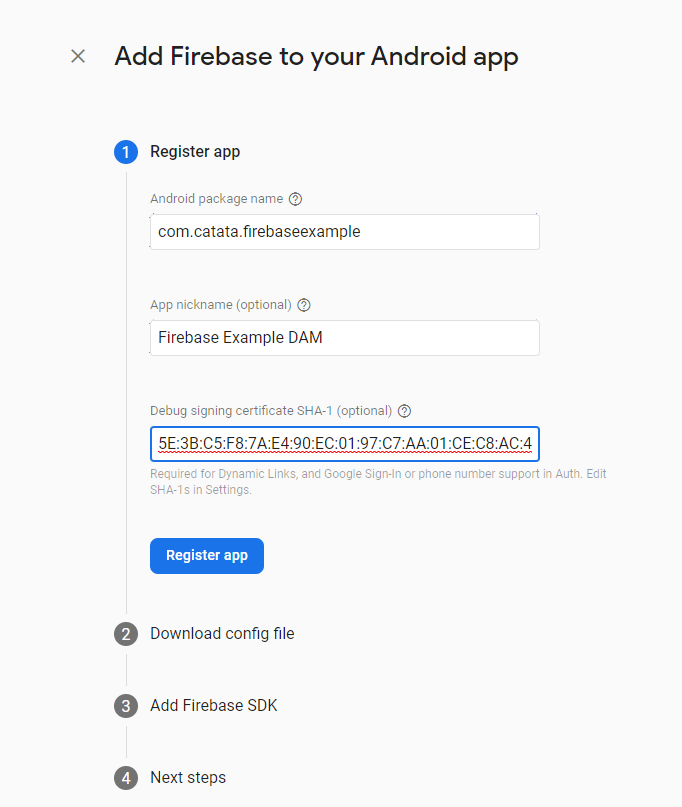 Add Firebase to your Android app
1
Register app
Android package name ?
com.catata.firebaseexample
App nickname (optional) ?
Firebase Example DAM
Debug signing certificate SHA-1 (optional) ?
5E:3B:C5:F8:7A:E4:90:EC:01:97:C7:AA:01:CE:C8:AC:4
Required for Dynamic Links, and Google Sign-In or phone number support in Auth. Edit
SHA-1s in Settings.
Register app
2
Download config file
3
Add Firebase SDK
4
Next steps